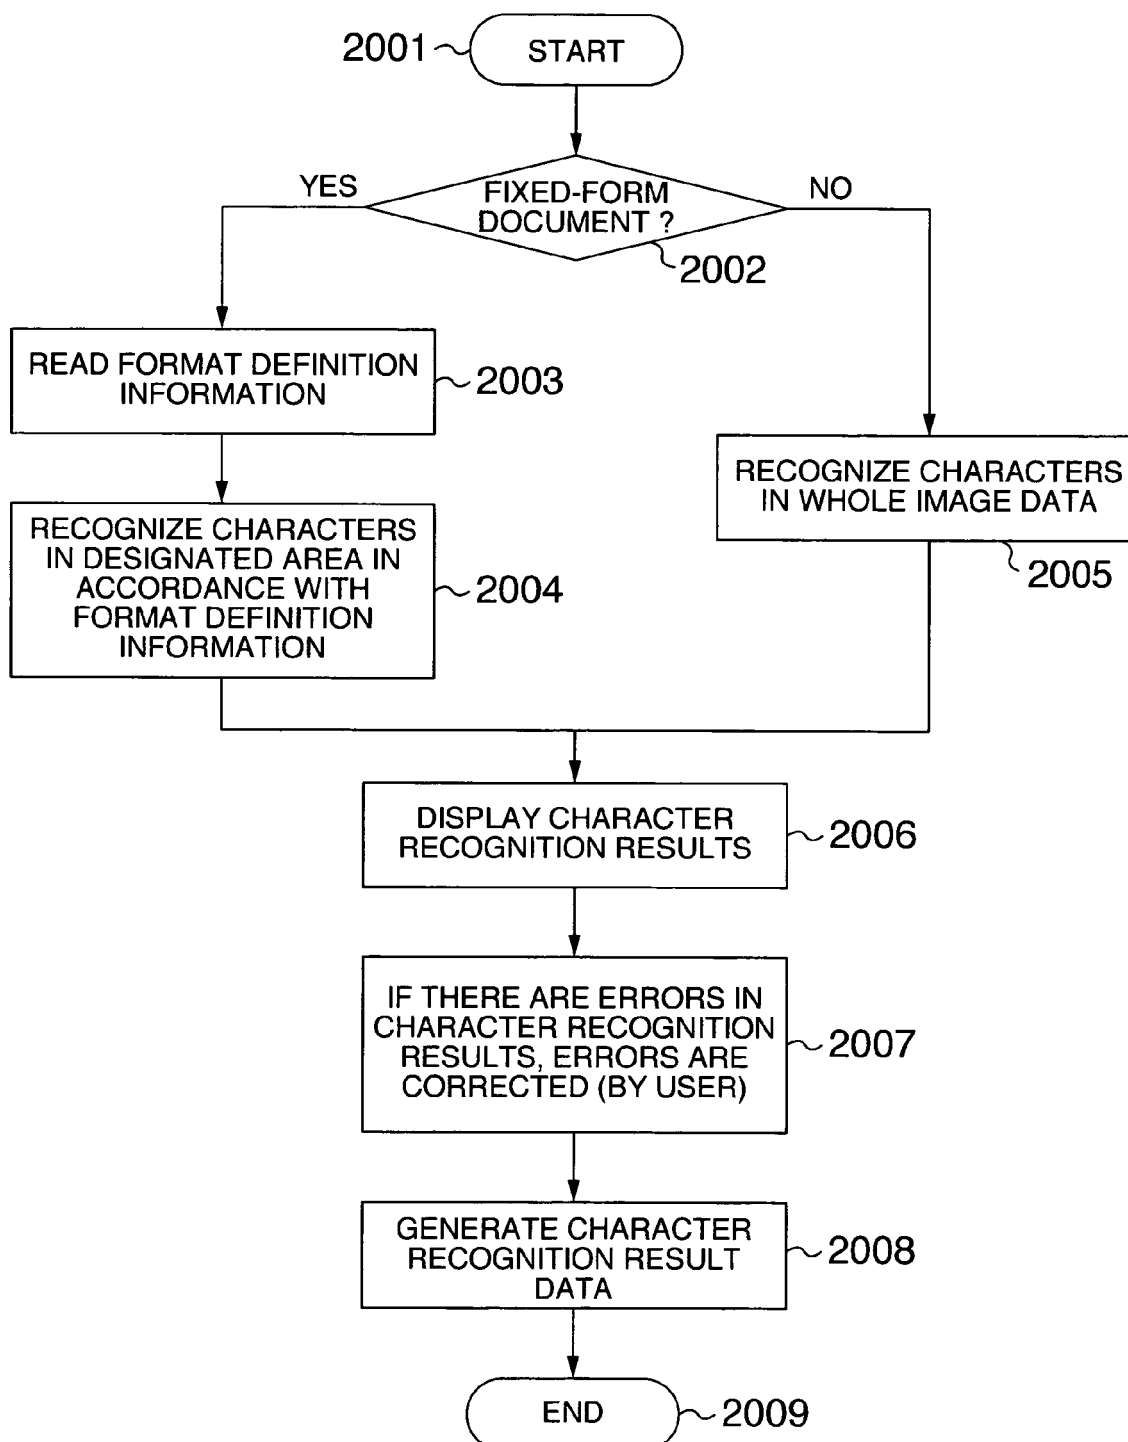 2001
START
YES
FIXED-FORM
DOCUMENT ?
NO
2002
READ FORMAT DEFINITION
INFORMATION
2003
RECOGNIZE CHARACTERS
IN DESIGNATED AREA IN
ACCORDANCE WITH
FORMAT DEFINITION
INFORMATION
2004
RECOGNIZE CHARACTERS
IN WHOLE IMAGE DATA
2005
DISPLAY CHARACTER
RECOGNITION RESULTS
2006
IF THERE ARE ERRORS IN
CHARACTER RECOGNITION
RESULTS, ERRORS ARE
CORRECTED (BY USER)
2007
GENERATE CHARACTER
RECOGNITION RESULT
DATA
2008
END
2009